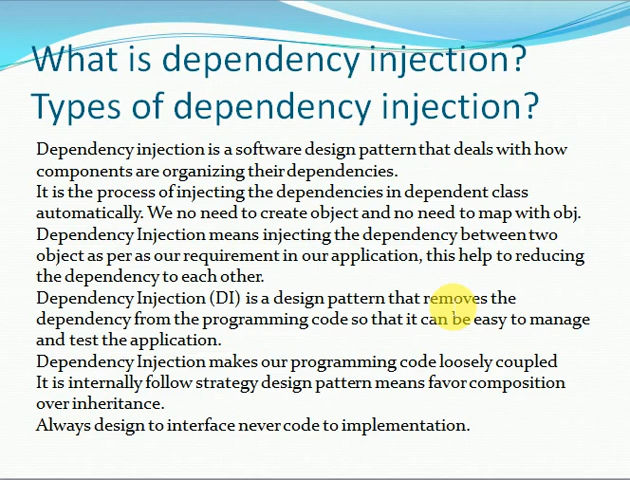 What is dependency injection?
Types of dependency injection?
Dependency injection is a software design pattern that deals with how
components are organizing their dependencies.
It is the process of injecting the dependencies in dependent class
automatically. We no need to create object and no need to map with obj.
Dependency Injection means injecting the dependency between two
object as per as our requirement in our application, this help to reducing
the dependency to each other.
Dependency Injection (DI) is a design pattern that removes the
dependency from the programming code so that it can be easy to manage
and test the application.
Dependency Injection makes our programming code loosely coupled
It is internally follow strategy design pattern means favor composition
over inheritance.
Always design to interface never code to implementation.